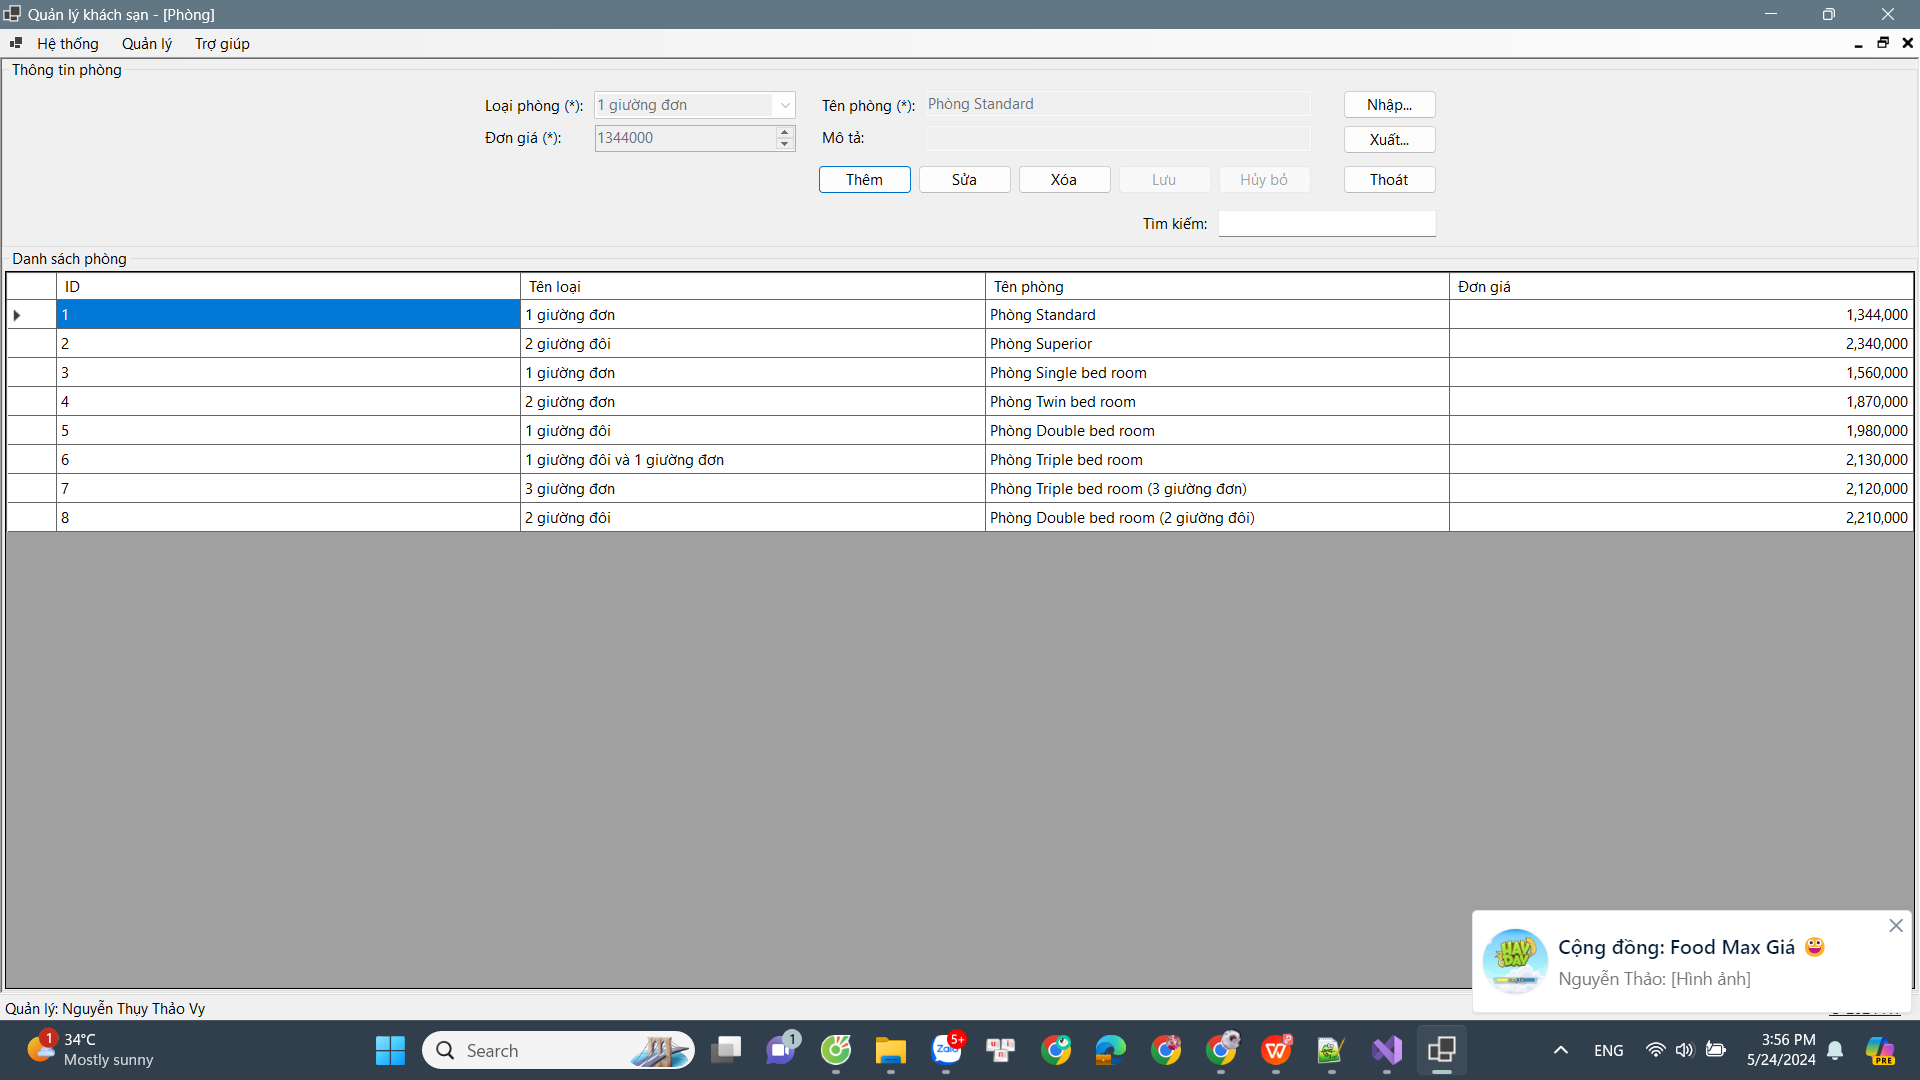 Quản lý khách sạn - [Phòng]
Hệ thống Quản lý Trợ giúp
Thông tin phòng
Loại phòng (*): 1 giường đơn Tên phòng (*): Phòng Standard Nhập...
Đơn giá (*): 1344000 Mô tả: Xuất...
Thêm Sửa Xóa Lưu Hủy bỏ Thoát
Tìm kiếm:
Danh sách phòng
ID Tên loại Tên phòng Đơn giá
1 1 giường đơn Phòng Standard 1,344,000
2 2 giường đôi Phòng Superior 2,340,000
3 1 giường đơn Phòng Single bed room 1,560,000
4 2 giường đơn Phòng Twin bed room 1,870,000
5 1 giường đôi Phòng Double bed room 1,980,000
6 1 giường đôi và 1 giường đơn Phòng Triple bed room 2,130,000
7 3 giường đơn Phòng Triple bed room (3 giường đơn) 2,120,000
8 2 giường đôi Phòng Double bed room (2 giường đôi) 2,210,000
HAY DAY
Cộng đồng: Food Max Giá
Nguyễn Thảo: [Hình ảnh]
Quản lý: Nguyễn Thụy Thảo Vy
1 34°C
Mostly sunny
Search
1
Zalo 5+
ENG
3:56 PM
5/24/2024
PRE